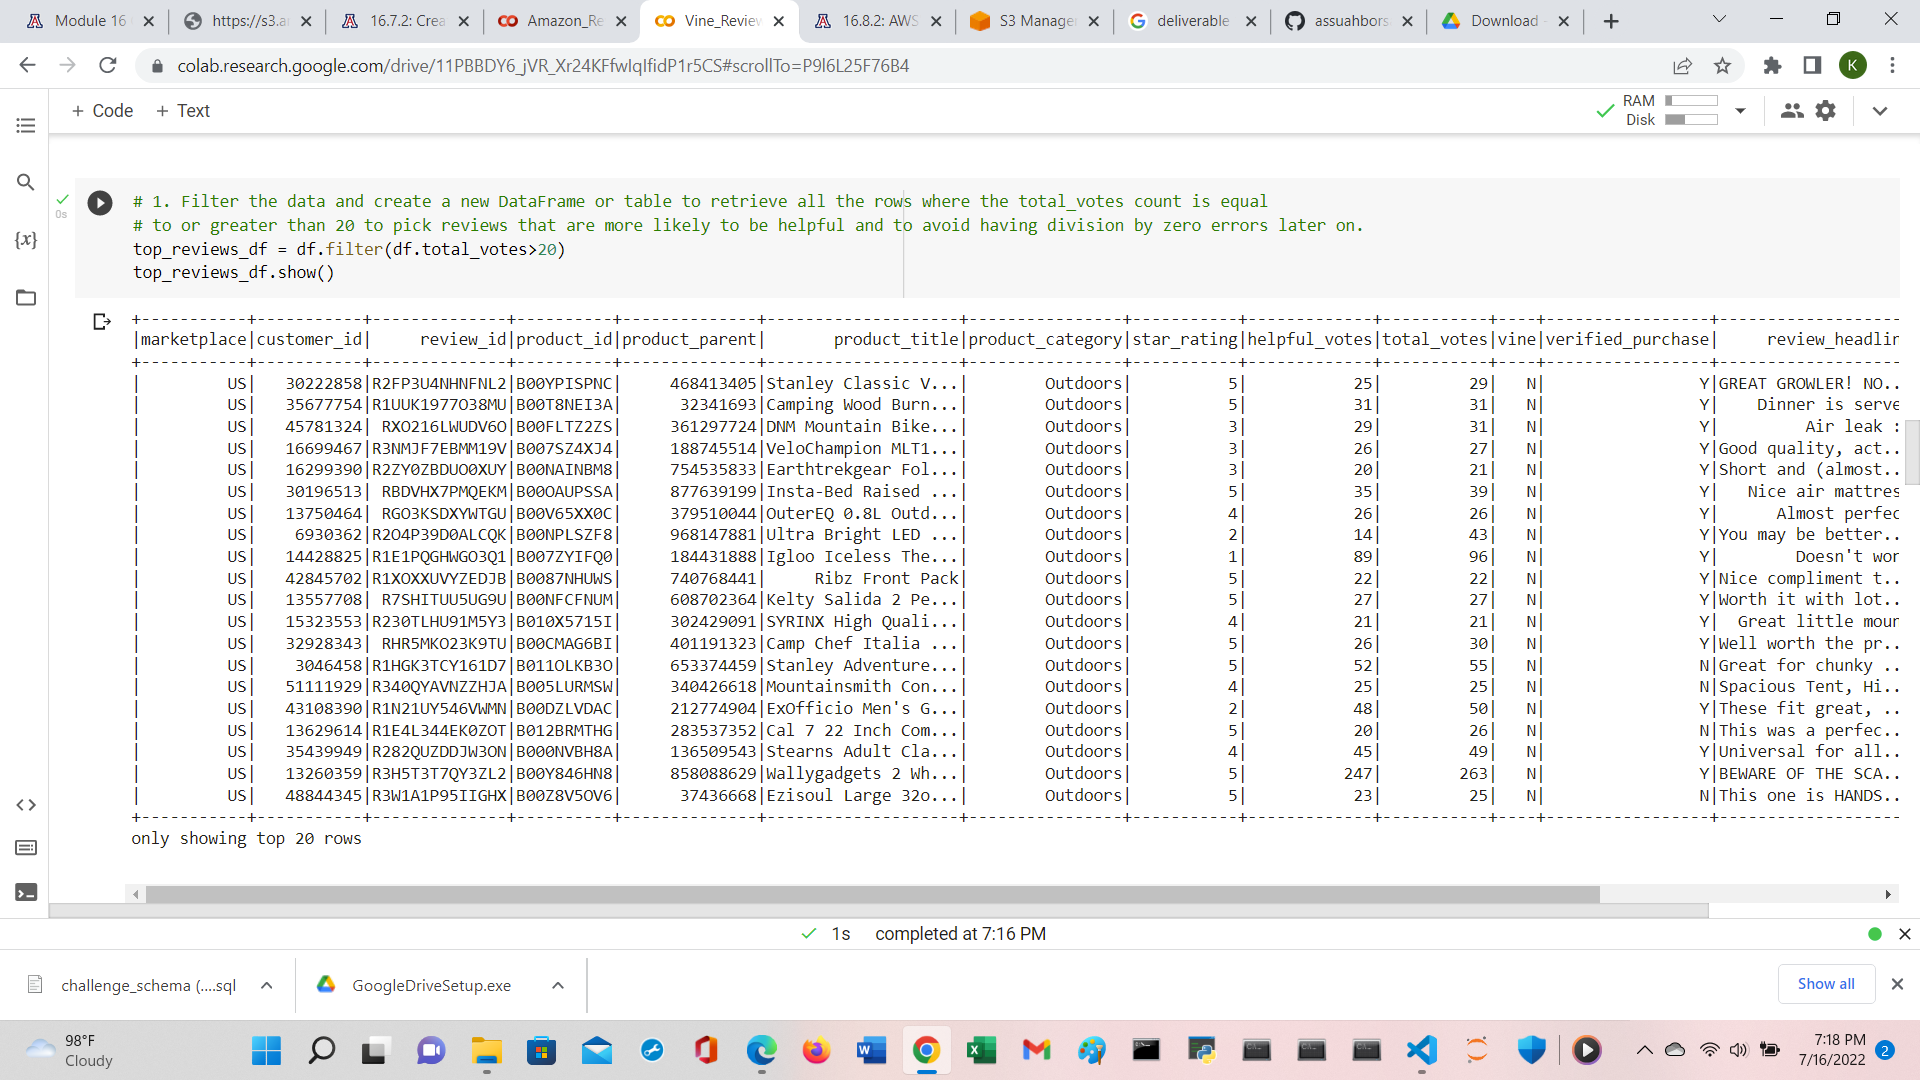 Module 16 
https://s3.a
16.7.2: Crea
Amazon_Re
Vine_Review
16.8.2: AWS
S3 Manage
deliverable
assuahbors
Download -
colab.research.google.com/drive/11PBBDY6_jVR_Xr24KFfwIqIfidP1r5CS#scrollTo=P9l6L25F76B4
K
+ Code + Text
RAM
Disk
0s
# 1. Filter the data and create a new DataFrame or table to retrieve all the rows where the total_votes count is equal
# to or greater than 20 to pick reviews that are more likely to be helpful and to avoid having division by zero errors later on.
top_reviews_df = df.filter(df.total_votes>20)
top_reviews_df.show()
{x}
+-----------+-----------+--------------+----------+--------------+--------------------+----------------+-----------+-------------+-----------+----+-----------------+-------------------
|marketplace|customer_id|     review_id|product_id|product_parent|       product_title|product_category|star_rating|helpful_votes|total_votes|vine|verified_purchase|     review_headlin
+-----------+-----------+--------------+----------+--------------+--------------------+----------------+-----------+-------------+-----------+----+-----------------+-------------------
|         US|   30222858|R2FP3U4NHNFNL2|B00YPISPNC|     468413405|Stanley Classic V...|        Outdoors|          5|           25|         29|   N|                Y|GREAT GROWLER! NO..
|         US|   35677754|R1UUK1977O38MU|B00T8NEI3A|      32341693|Camping Wood Burn...|        Outdoors|          5|           31|         31|   N|                Y|    Dinner is serve
|         US|   45781324| RXO216LWUDV6O|B00FLTZ2ZS|     361297724|DNM Mountain Bike...|        Outdoors|          3|           29|         31|   N|                Y|         Air leak :
|         US|   16699467|R3NMJF7EBMM19V|B007SZ4XJ4|     188745514|VeloChampion MLT1...|        Outdoors|          3|           26|         27|   N|                Y|Good quality, act..
|         US|   16299390|R2ZY0ZBDUO0XUY|B00NAINBM8|     754535833|Earthtrekgear Fol...|        Outdoors|          3|           20|         21|   N|                Y|Short and (almost..
|         US|   30196513| RBDVHX7PMQEKM|B00OAUPSSA|     877639199|Insta-Bed Raised ...|        Outdoors|          5|           35|         39|   N|                Y|   Nice air mattres
|         US|   13750464| RGO3KSDXYWTGU|B00V65XX0C|     379510044|OuterEQ 0.8L Outd...|        Outdoors|          4|           26|         26|   N|                Y|      Almost perfec
|         US|    6930362|R2O4P39D0ALCQK|B00NPLSZF8|     968147881|Ultra Bright LED ...|        Outdoors|          2|           14|         43|   N|                Y|You may be better..
|         US|   14428825|R1E1PQGHWGO3Q1|B007ZYIFQ0|     184431888|Igloo Iceless The...|        Outdoors|          1|           89|         96|   N|                Y|        Doesn't wor
|         US|   42845702|R1XOXXUVYZEDJB|B0087NHUWS|     740768441|     Ribz Front Pack|        Outdoors|          5|           22|         22|   N|                Y|Nice compliment t..
|         US|   13557708| R7SHITUU5UG9U|B00NFCFNUM|     608702364|Kelty Salida 2 Pe...|        Outdoors|          5|           27|         27|   N|                Y|Worth it with lot..
|         US|   15323553|R230TLHU91M5Y3|B010X5715I|     302429091|SYRINX High Quali...|        Outdoors|          4|           21|         21|   N|                Y|  Great little moun
|         US|   32928343| RHR5MKO23K9TU|B00CMAG6BI|     401191323|Camp Chef Italia ...|        Outdoors|          5|           26|         30|   N|                Y|Well worth the pr..
|         US|    3046458|R1HGK3TCY161D7|B011OLKB3O|     653374459|Stanley Adventure...|        Outdoors|          5|           52|         55|   N|                N|Great for chunky ..
|         US|   51111929|R340QYAVNZZHJA|B005LURMSW|     340426618|Mountainsmith Con...|        Outdoors|          4|           25|         25|   N|                N|Spacious Tent, Hi..
|         US|   43108390|R1N21UY546VWMN|B00DZLVDAC|     212774904|ExOfficio Men's G...|        Outdoors|          2|           48|         50|   N|                Y|These fit great, ..
|         US|   13629614|R1E4L344EK0ZOT|B012BRMTHG|     283537352|Cal 7 22 Inch Com...|        Outdoors|          5|           20|         26|   N|                N|This was a perfec..
|         US|   35439949|R282QUZDDJW3ON|B000NVBH8A|     136509543|Stearns Adult Cla...|        Outdoors|          4|           45|         49|   N|                Y|Universal for all..
|         US|   13260359|R3H5T3T7QY3ZL2|B00Y846HN8|     858088629|Wallygadgets 2 Wh...|        Outdoors|          5|          247|        263|   N|                Y|BEWARE OF THE SCA..
|         US|   48844345|R3W1A1P95IIGHX|B00Z8V5OV6|      37436668|Ezisoul Large 32o...|        Outdoors|          5|           23|         25|   N|                N|This one is HANDS..
+-----------+-----------+--------------+----------+--------------+--------------------+----------------+-----------+-------------+-----------+----+-----------------+-------------------
only showing top 20 rows
1s completed at 7:16 PM
challenge_schema (....sql
GoogleDriveSetup.exe
Show all
98°F
Cloudy
7:18 PM
7/16/2022
2